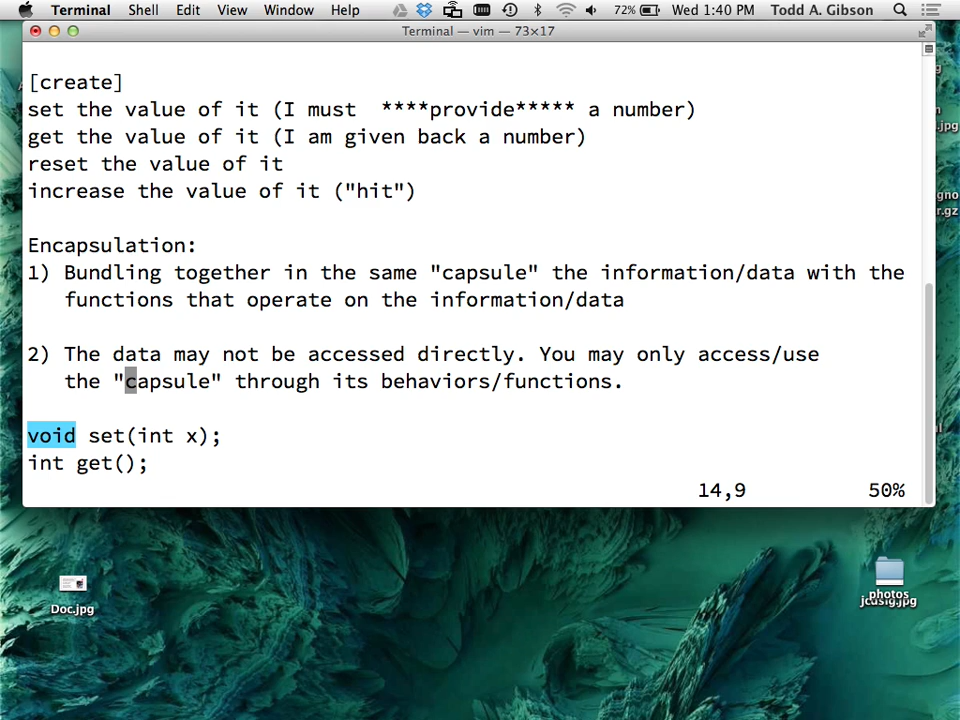 Terminal Shell Edit View Window Help 72% Wed 1:40 PM Todd A. Gibson
Terminal — vim — 73×17
[create]
set the value of it (I must  ****provide***** a number)
get the value of it (I am given back a number)
reset the value of it
increase the value of it ("hit")
Encapsulation:
1) Bundling together in the same "capsule" the information/data with the
functions that operate on the information/data
2) The data may not be accessed directly. You may only access/use
the "capsule" through its behaviors/functions.
void set(int x);
int get();
14,9 50%
.jpg
gno
r.gz
Doc.jpg
photos
jcdsig.jpg